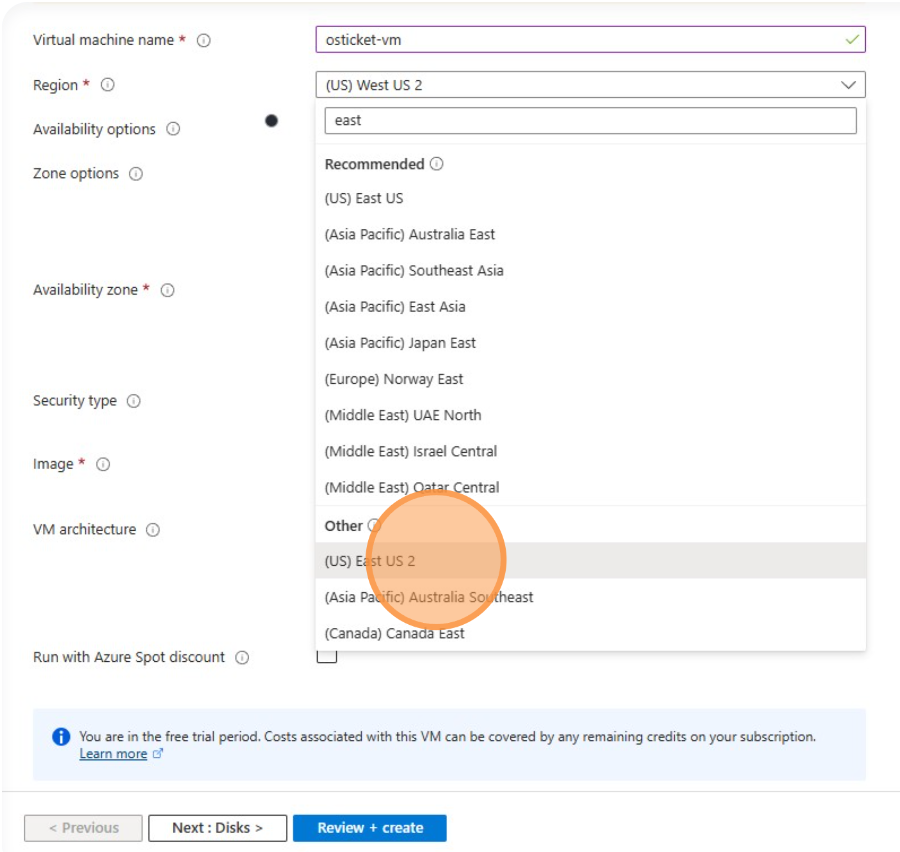 Virtual machine name * osticket-vm
Region * (US) West US 2
Availability options east
Recommended
Zone options
(US) East US
(Asia Pacific) Australia East
(Asia Pacific) Southeast Asia
Availability zone *
(Asia Pacific) East Asia
(Asia Pacific) Japan East
(Europe) Norway East
Security type
(Middle East) UAE North
(Middle East) Israel Central
Image *
(Middle East) Qatar Central
Other
VM architecture
(US) East US 2
(Asia Pacific) Australia Southeast
(Canada) Canada East
Run with Azure Spot discount
You are in the free trial period. Costs associated with this VM can be covered by any remaining credits on your subscription.
Learn more
< Previous
Next : Disks >
Review + create